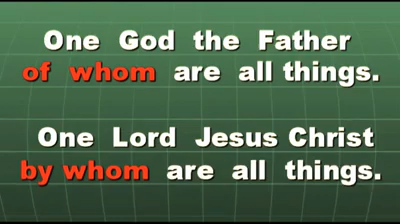 One God the Father
of whom are all things.
One Lord Jesus Christ
by whom are all things.